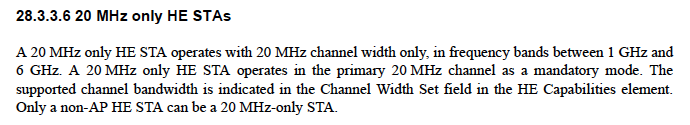 28.3.3.6 20 MHz only HE STAs
A 20 MHz only HE STA operates with 20 MHz channel width only, in frequency bands between 1 GHz and
6 GHz. A 20 MHz only HE STA operates in the primary 20 MHz channel as a mandatory mode. The
supported channel bandwidth is indicated in the Channel Width Set field in the HE Capabilities element.
Only a non-AP HE STA can be a 20 MHz-only STA.